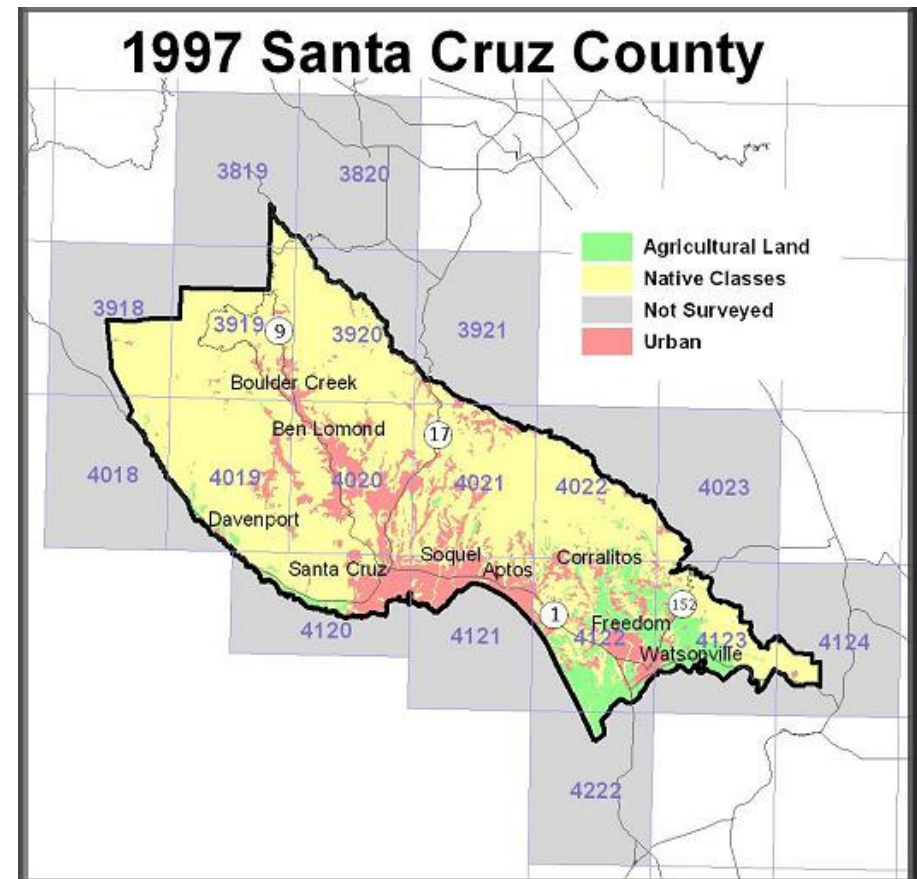 1997 Santa Cruz County
3819
3820
Agricultural Land
Native Classes
Not Surveyed
Urban
3918
3919
9
3920
3921
Boulder Creek
Ben Lomond
17
4018
4019
4020
4021
4022
4023
Davenport
Santa Cruz
Soquel
Aptos
Corralitos
1
152
Freedom
4120
4121
4122
4123
4124
Watsonville
4222